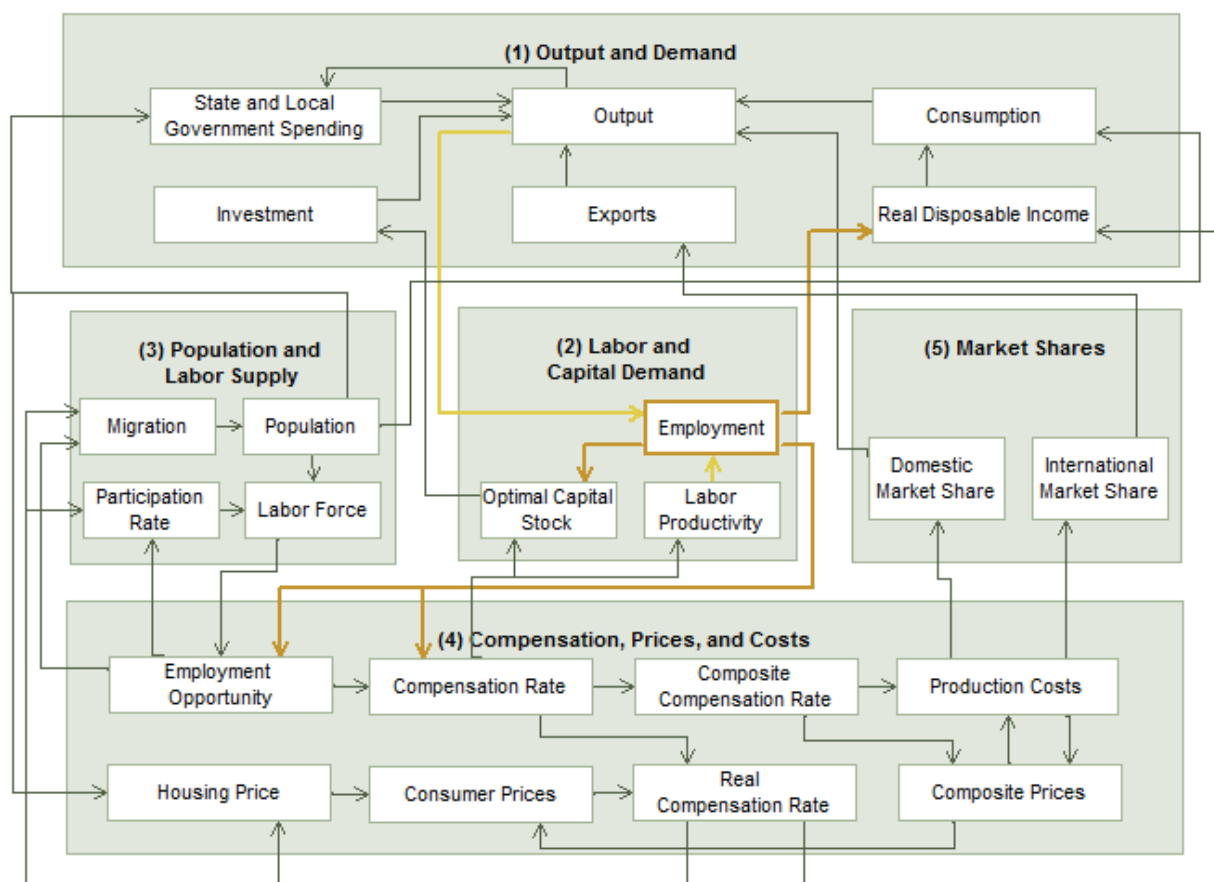 (1) Output and Demand
State and Local
Government Spending
Output
Consumption
Investment
Exports
Real Disposable Income
(3) Population and
Labor Supply
Migration
Population
Participation
Rate
Labor Force
(2) Labor and
Capital Demand
Employment
Optimal Capital
Stock
Labor
Productivity
(5) Market Shares
Domestic
Market Share
International
Market Share
(4) Compensation, Prices, and Costs
Employment
Opportunity
Compensation Rate
Composite
Compensation Rate
Production Costs
Housing Price
Consumer Prices
Real
Compensation Rate
Composite Prices